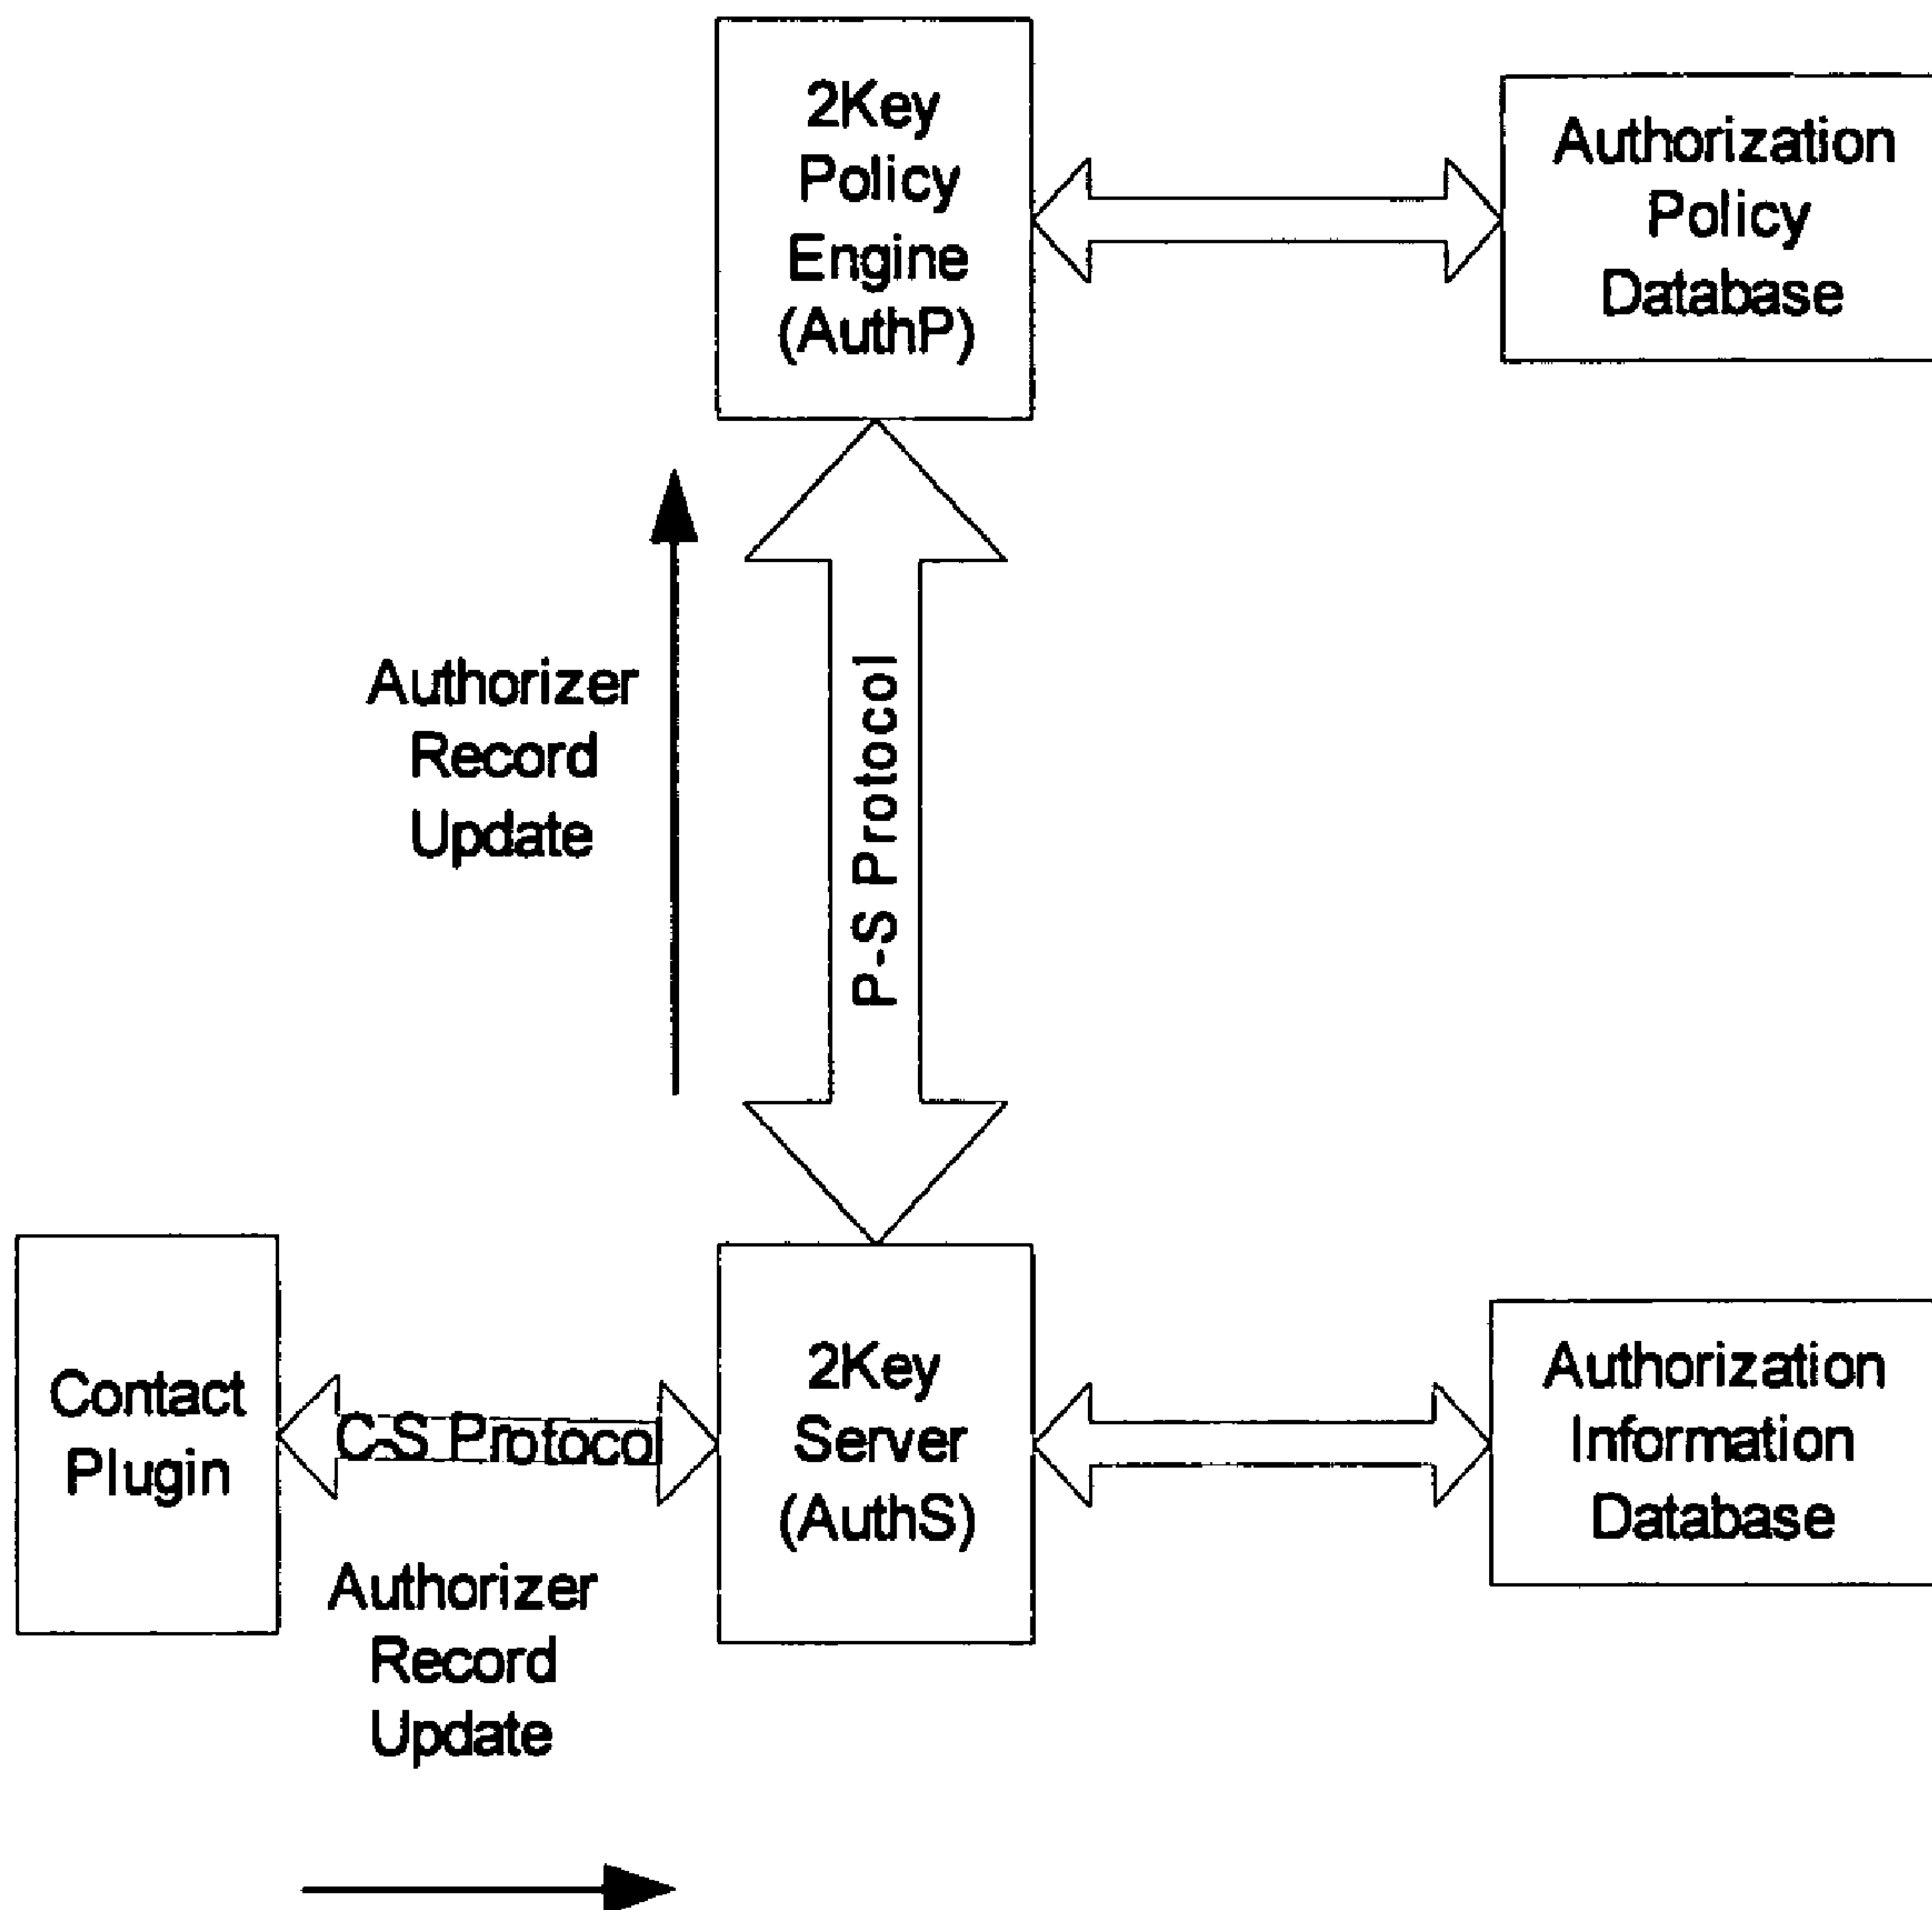 2Key
Policy
Engine
(AuthP)
Authorization
Policy
Database
Authorizer
Record
Update
P-S Protocol
Contact
Plugin
C-S Protocol
2Key
Server
(AuthS)
Authorization
Information
Database
Authorizer
Record
Update